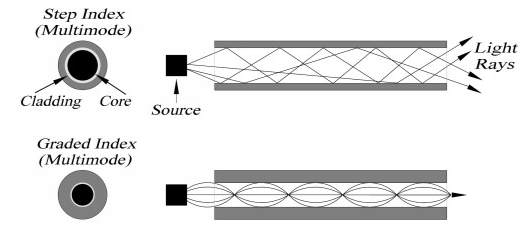 Step Index
(Multimode)
Light
Rays
Cladding Core
Source
Graded Index
(Multimode)